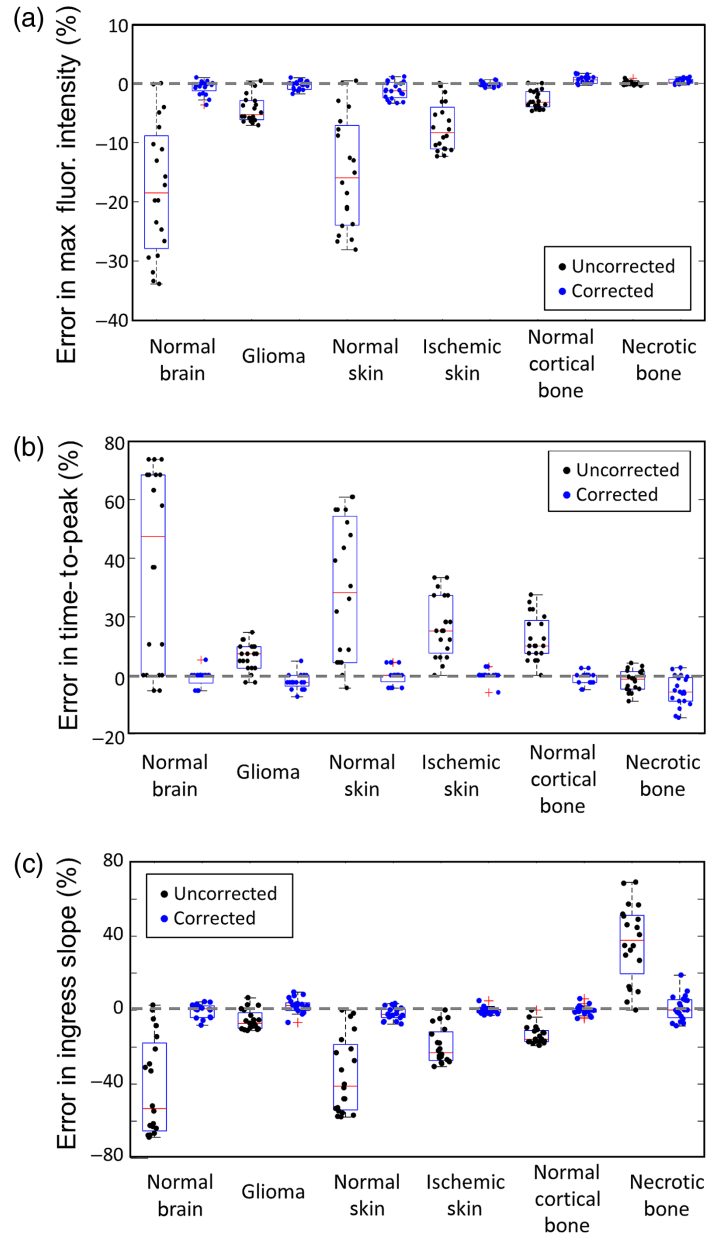 (a)
Error in max fluor. intensity (%)
10
0
−10
−20
−30
−40
Uncorrected
Corrected
Normal
brain
Glioma
Normal
skin
Ischemic
skin
Normal
cortical
bone
Necrotic
bone
(b)
Error in time-to-peak (%)
80
60
40
30
0
−20
Uncorrected
Corrected
Normal
brain
Glioma
Normal
skin
Ischemic
skin
Normal
cortical
bone
Necrotic
bone
(c)
Error in ingress slope (%)
80
40
0
−40
−80
Uncorrected
Corrected
Normal
brain
Glioma
Normal
skin
Ischemic
skin
Normal
cortical
bone
Necrotic
bone